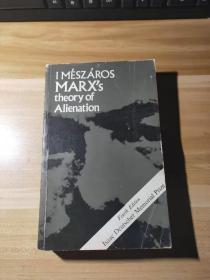 I MÉSZÁROS
MARX's
theory of
Alienation
Fourth Edition
Isaac Deutscher Memorial Prize